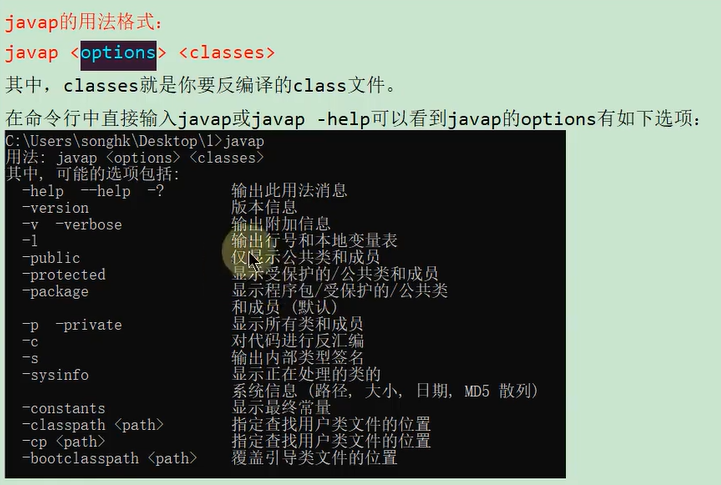 javap的用法格式：
javap <options> <classes>
其中，classes就是你要反编译的class文件。
在命令行中直接输入javap或javap -help可以看到javap的options有如下选项：
C:\Users\songhk\Desktop\1>javap
用法: javap <options> <classes>
其中, 可能的选项包括:
-help --help -? 输出此用法消息
-version 版本信息
-v -verbose 输出附加信息
-l 输出行号和本地变量表
-public 仅显示公共类和成员
-protected 显示受保护的/公共类和成员
-package 显示程序包/受保护的/公共类
和成员 (默认)
-p -private 显示所有类和成员
-c 对代码进行反汇编
-s 输出内部类型签名
-sysinfo 显示正在处理的类的
系统信息 (路径, 大小, 日期, MD5 散列)
-constants 显示最终常量
-classpath <path> 指定查找用户类文件的位置
-cp <path> 指定查找用户类文件的位置
-bootclasspath <path> 覆盖引导类文件的位置